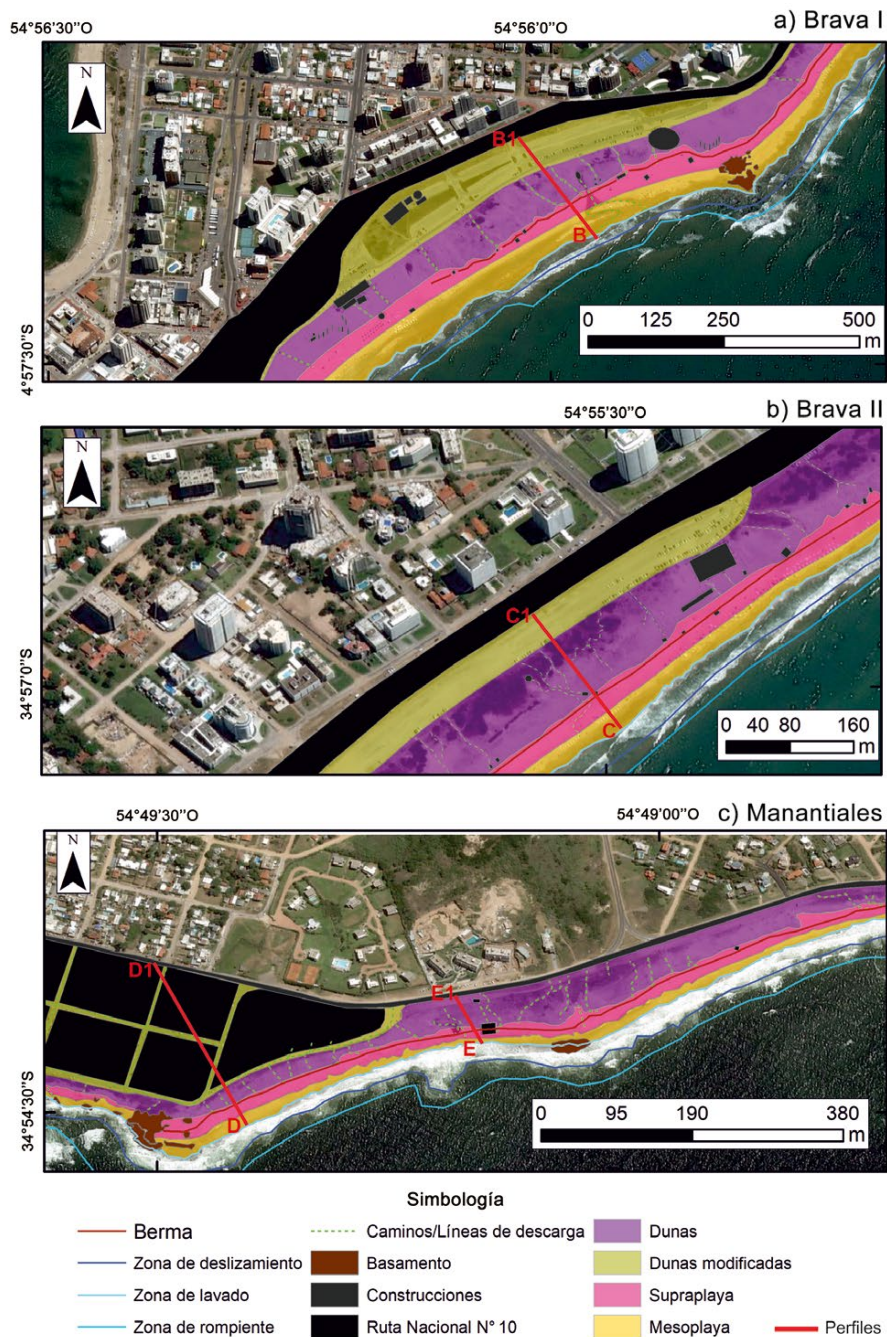 54°56'30''O
54°56'0''O
a) Brava I
N
B1
B
0 125 250 500
m
4°57'30''S
54°55'30''O
b) Brava II
N
C1
C
34°57'0''S
0 40 80 160
m
54°49'30''O
54°49'00''O
c) Manantiales
N
D1
E1
E
D
34°54'30''S
0 95 190 380
m
Simbología
Berma
Caminos/Líneas de descarga
Dunas
Zona de deslizamiento
Basamento
Dunas modificadas
Zona de lavado
Construcciones
Supraplaya
Zona de rompiente
Ruta Nacional N° 10
Mesoplaya
Perfiles